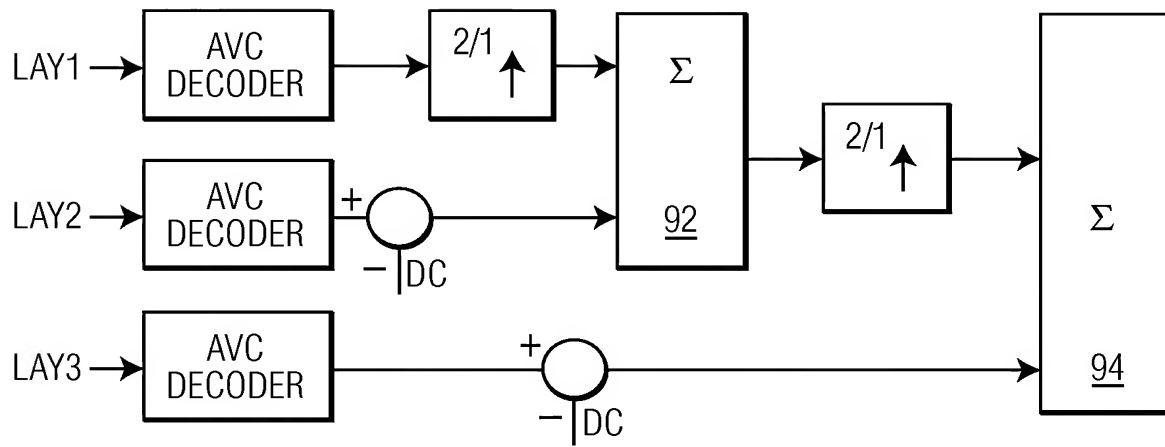 LAY1
AVC
DECODER
2/1
Σ
2/1
LAY2
AVC
DECODER
+
− DC
92
Σ
LAY3
AVC
DECODER
+
− DC
94